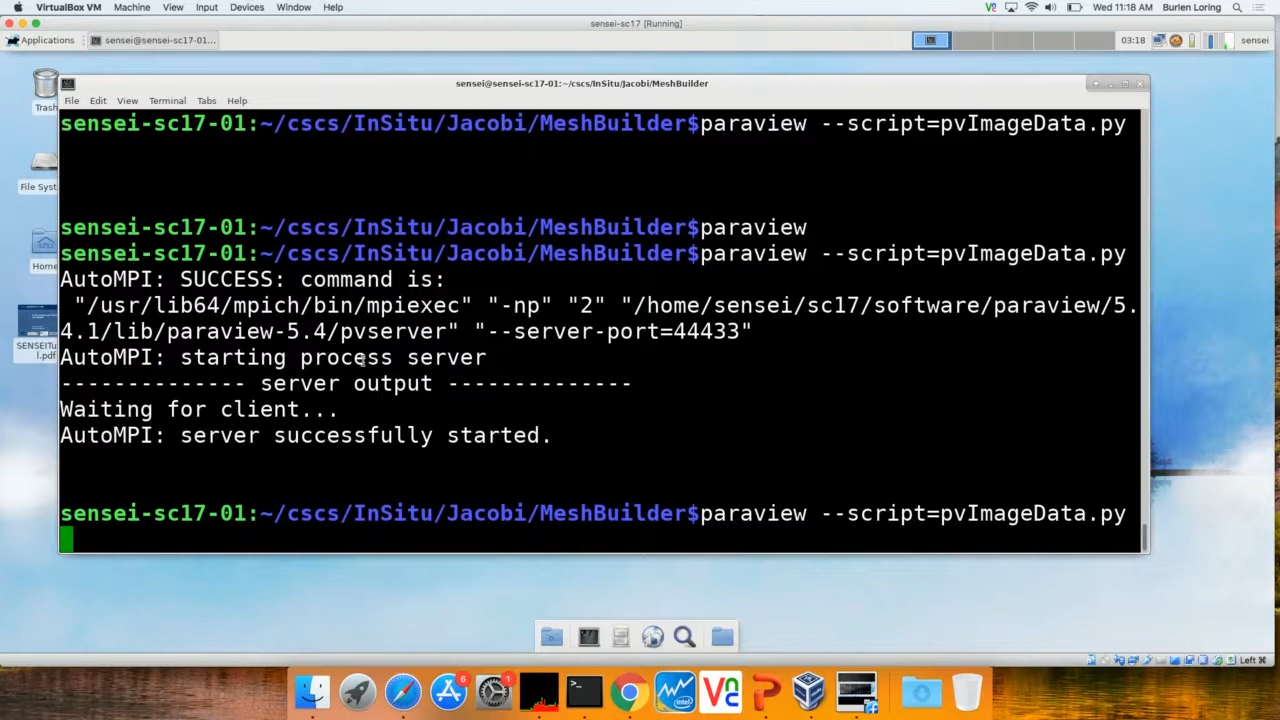 VirtualBox VM Machine View Input Devices Window Help Wed 11:18 AM Burlen Loring
sensei-sc17 [Running]
Applications sensei@sensei-sc17-01:... 03:18 sensei
Trash
sensei@sensei-sc17-01:~/cscs/InSitu/Jacobi/MeshBuilder
File Edit View Terminal Tabs Help
sensei-sc17-01:~/cscs/InSitu/Jacobi/MeshBuilder$paraview --script=pvImageData.py
File Syst
sensei-sc17-01:~/cscs/InSitu/Jacobi/MeshBuilder$paraview
sensei-sc17-01:~/cscs/InSitu/Jacobi/MeshBuilder$paraview --script=pvImageData.py
Home
AutoMPI: SUCCESS: command is:
"/usr/lib64/mpich/bin/mpiexec" "-np" "2" "/home/sensei/sc17/software/paraview/5.
4.1/lib/paraview-5.4/pvserver" "--server-port=44433"
SENSEITu
l.pdf
AutoMPI: starting process server
-------------- server output --------------
Waiting for client...
AutoMPI: server successfully started.
sensei-sc17-01:~/cscs/InSitu/Jacobi/MeshBuilder$paraview --script=pvImageData.py
Left ⌘
6
1
>_
intel